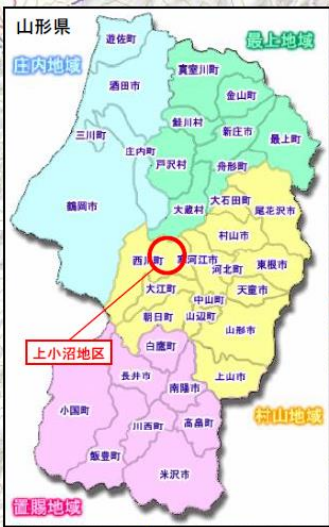 山形県
遊佐町
最上地域
庄内地域
真室川町
酒田市
金山町
三川町
鮭川村
新庄市
庄内町
最上町
戸沢村
舟形町
鶴岡市
大蔵村
大石田町
尾花沢市
村山市
西川町
寒河江市
河北町
東根市
大江町
天童市
中山町
朝日町
山辺町
山形市
上小沼地区
白鷹町
上山市
長井市
南陽市
村山地域
小国町
川西町
高畠町
飯豊町
米沢市
置賜地域